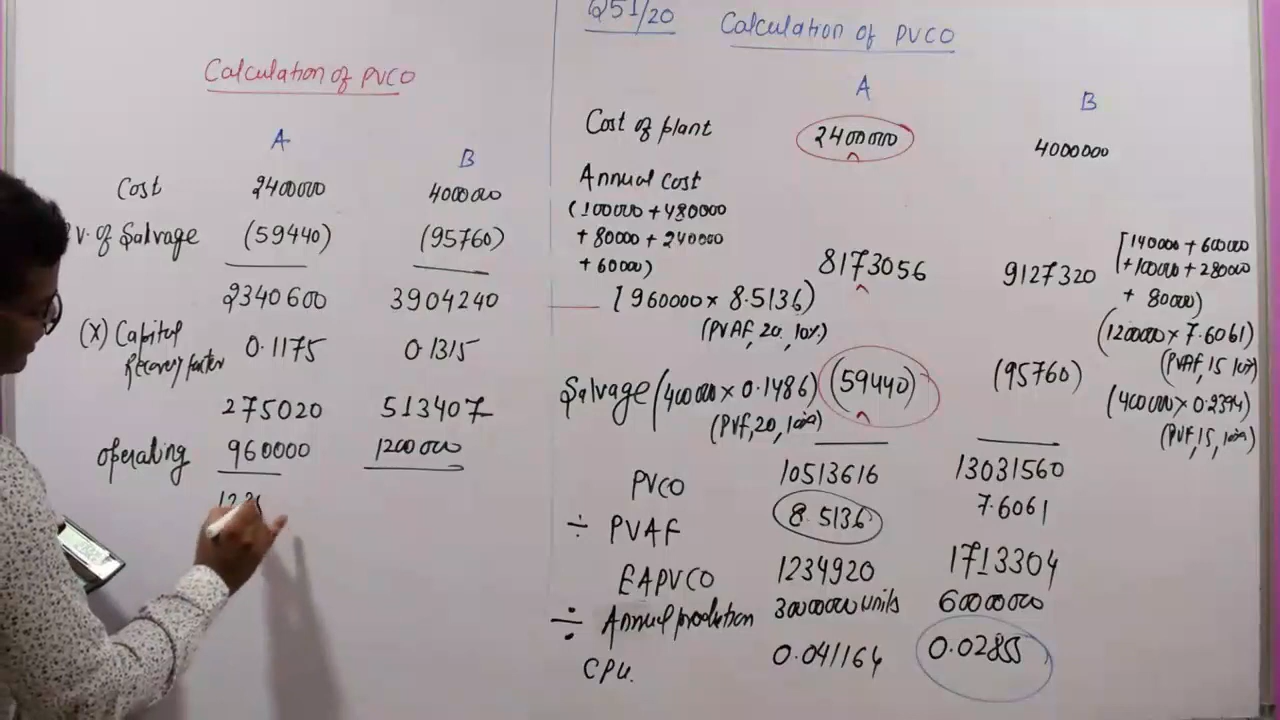 Calculation of PVCO
A
B
Cost 2400000 4000000
V. of Salvage (59440) (95760)
2340600 3904240
(X) Capital
Recovery factor 0.1175 0.1315
275020 513407
operating 960000 1200000
Q51/20 Calculation of PVCO
A
B
Cost of plant 2400000 4000000
Annual Cost
(100000 + 480000
+ 80000 + 240000
+ 60000)
8173056 9127320
[140000 + 600000
+ 100000 + 280000
+ 80000)
[960000 x 8.5136)
(PVAF, 20, 10%)
(1200000 x 7.6061)
(PVAF, 15 10%)
Salvage (400000 x 0.1486) (59440) (95760)
(PVF, 20, 10%)
(400000 x 0.2394)
(PVF, 15, 10%)
PVCO 10513616 13031560
÷ PVAF 8.5136 7.6061
EAPVCO 1234920 1713304
÷ Annual production 30000000 units 60000000
CPU. 0.041164 0.02855